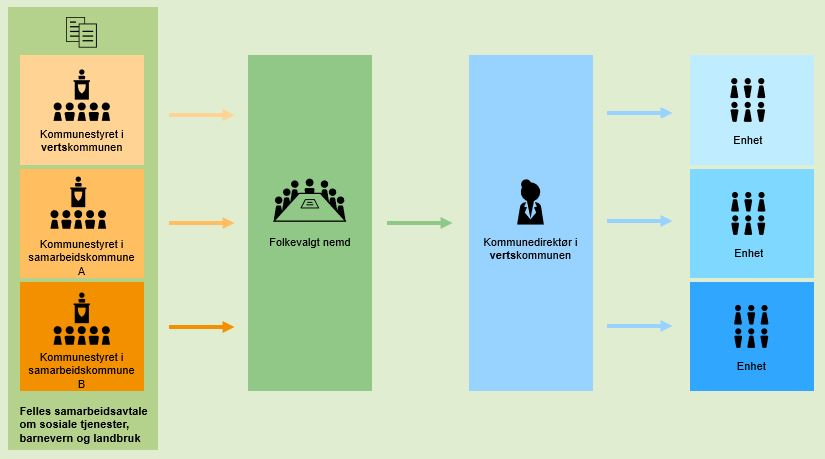 Kommunestyret i
vertskommunen
Kommunestyret i
samarbeidskommune
A
Kommunestyret i
samarbeidskommune
B
Felles samarbeidsavtale
om sosiale tjenester,
barnevern og landbruk
Folkevalgt nemd
Kommunedirektør i
vertskommunen
Enhet
Enhet
Enhet